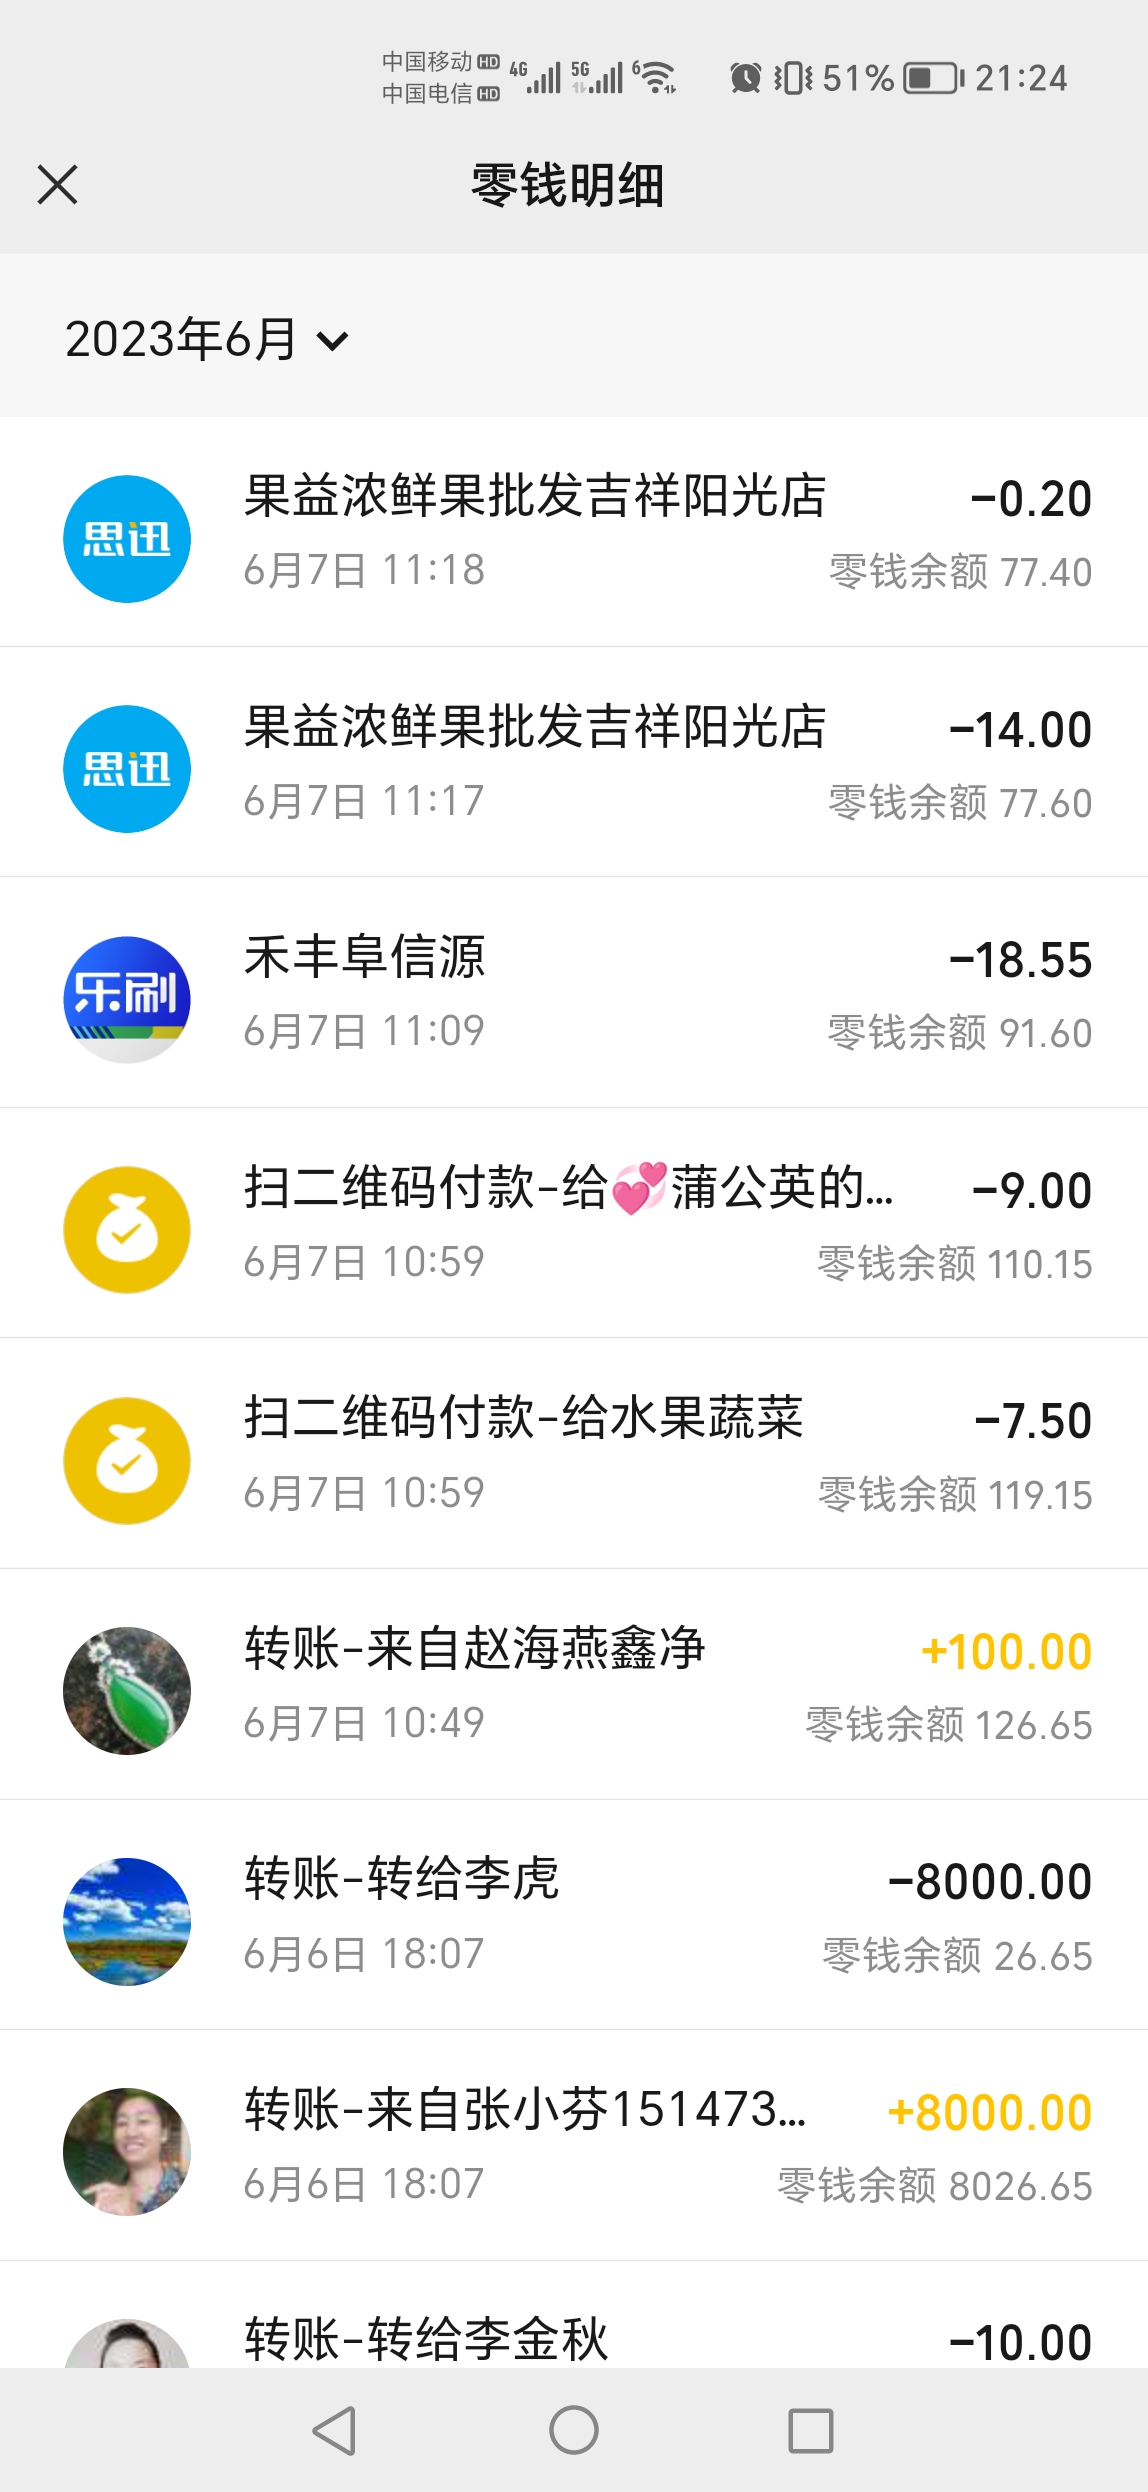 中国移动 HD 4G 5G 6 51% 21:24
中国电信 HD
零钱明细
2023年6月
思迅
果益浓鲜果批发吉祥阳光店 -0.20
6月7日 11:18 零钱余额 77.40
思迅
果益浓鲜果批发吉祥阳光店 -14.00
6月7日 11:17 零钱余额 77.60
乐刷
禾丰阜信源 -18.55
6月7日 11:09 零钱余额 91.60
扫二维码付款-给💞蒲公英的... -9.00
6月7日 10:59 零钱余额 110.15
扫二维码付款-给水果蔬菜 -7.50
6月7日 10:59 零钱余额 119.15
转账-来自赵海燕鑫净 +100.00
6月7日 10:49 零钱余额 126.65
转账-转给李虎 -8000.00
6月6日 18:07 零钱余额 26.65
转账-来自张小芬151473... +8000.00
6月6日 18:07 零钱余额 8026.65
转账-转给李金秋 -10.00